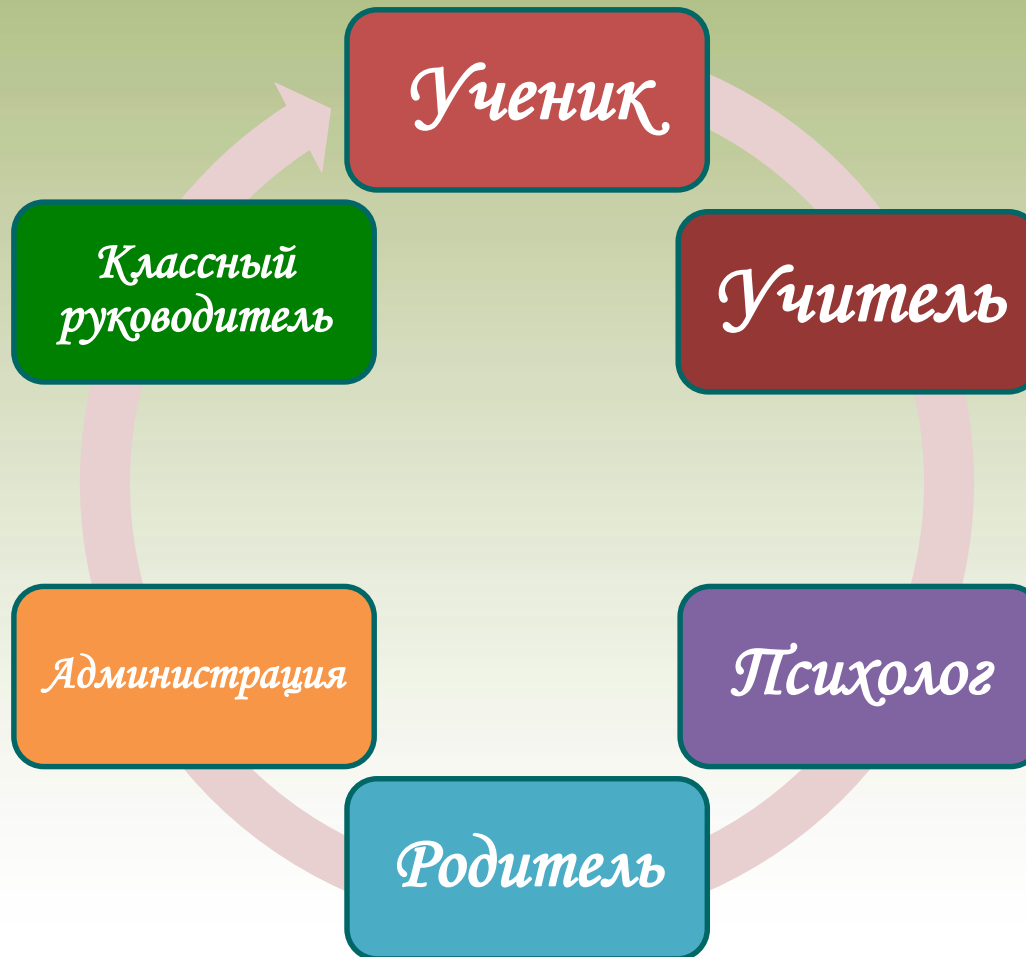 Ученик
Учитель
Психолог
Родитель
Администрация
Классный
руководитель